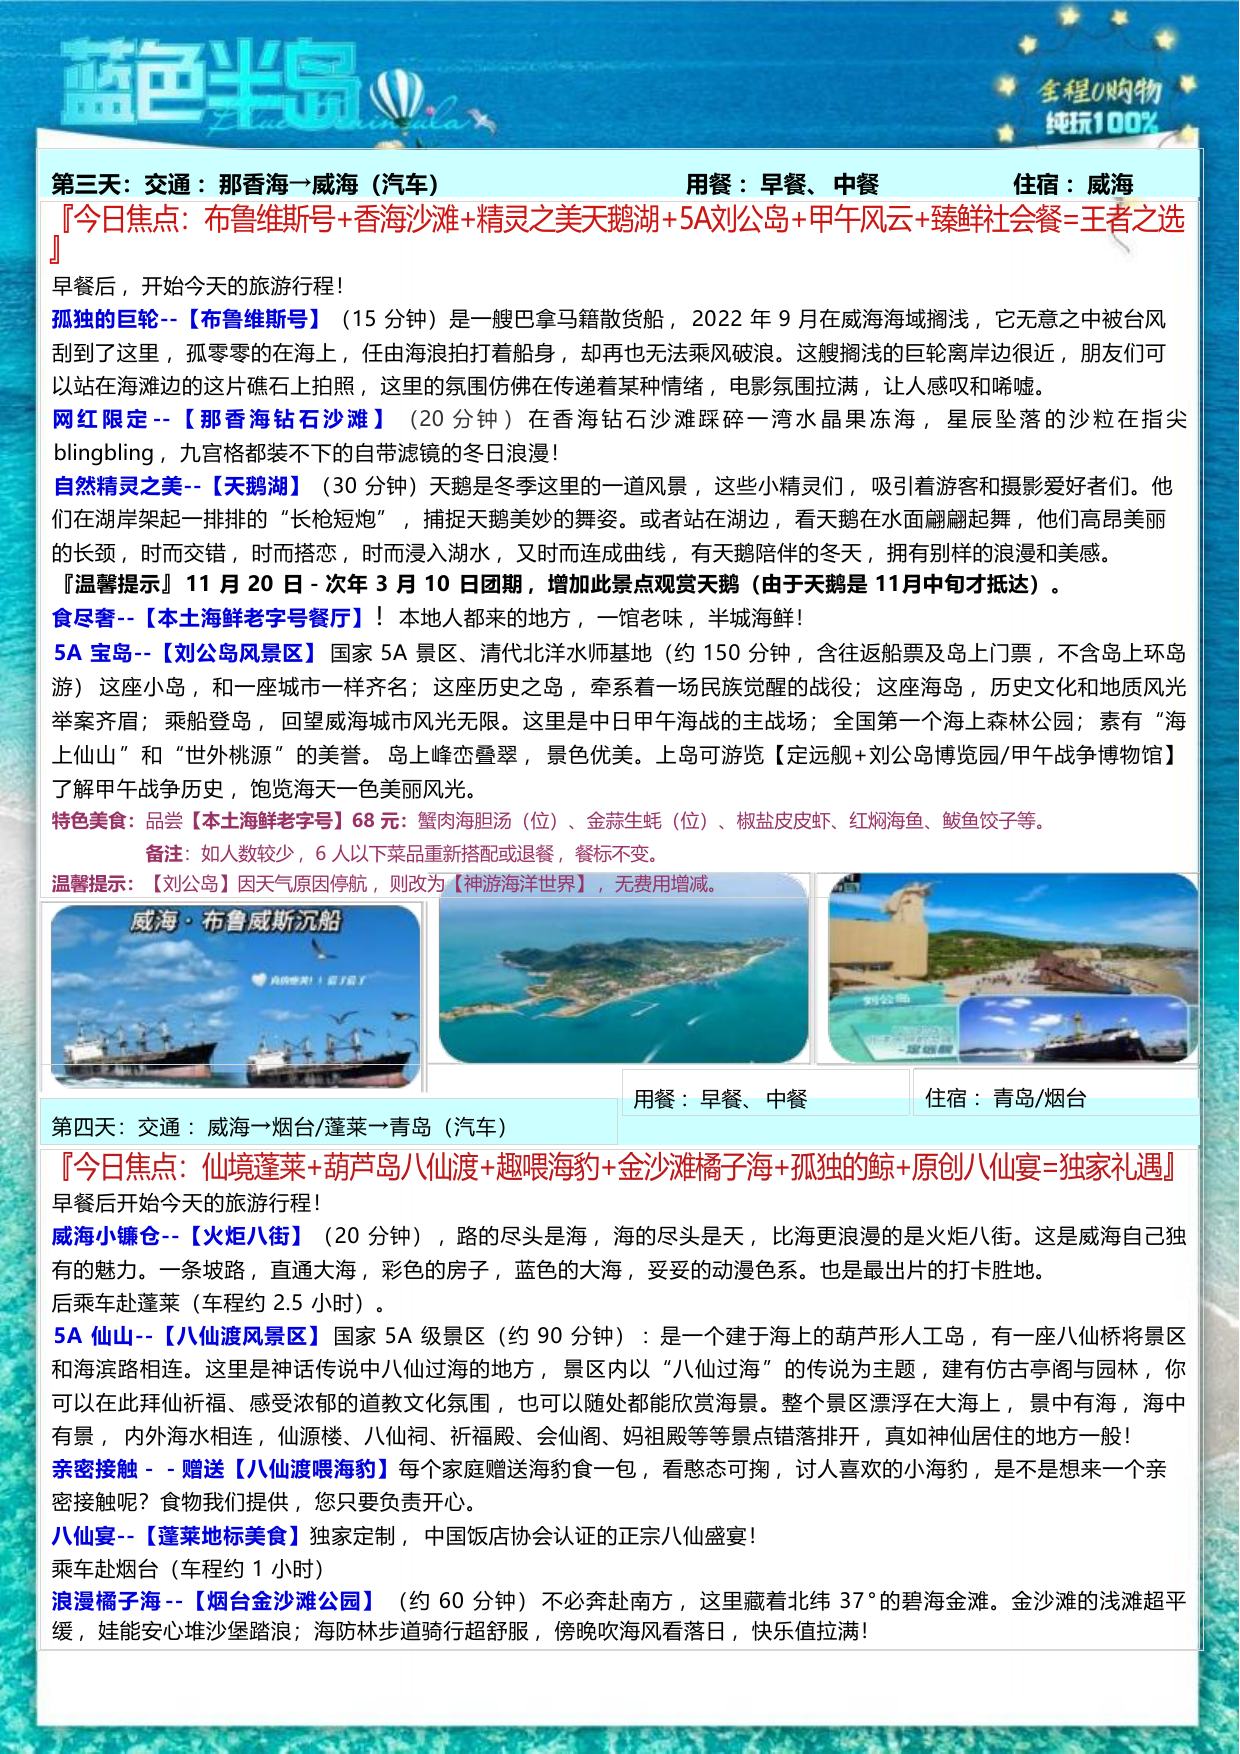 蓝色半岛
全程0购物
纯玩100%
第三天：交通：那香海→威海（汽车） 用餐：早餐、中餐 住宿：威海
『今日焦点：布鲁维斯号+香海沙滩+精灵之美天鹅湖+5A刘公岛+甲午风云+臻鲜社会餐=王者之选
』
早餐后，开始今天的旅游行程！
孤独的巨轮--【布鲁维斯号】（15 分钟）是一艘巴拿马籍散货船，2022 年 9 月在威海海域搁浅，它无意之中被台风
刮到了这里，孤零零的在海上，任由海浪拍打着船身，却再也无法乘风破浪。这艘搁浅的巨轮离岸边很近，朋友们可
以站在海滩边的这片礁石上拍照，这里的氛围仿佛在传递着某种情绪，电影氛围拉满，让人感叹和唏嘘。
网红限定--【那香海钻石沙滩】（20 分钟）在香海钻石沙滩踩碎一湾水晶果冻海，星辰坠落的沙粒在指尖
blingbling，九宫格都装不下的自带滤镜的冬日浪漫！
自然精灵之美--【天鹅湖】（30 分钟）天鹅是冬季这里的一道风景，这些小精灵们，吸引着游客和摄影爱好者们。他
们在湖岸架起一排排的“长枪短炮”，捕捉天鹅美妙的舞姿。或者站在湖边，看天鹅在水面翩翩起舞，他们高昂美丽
的长颈，时而交错，时而搭恋，时而浸入湖水，又时而连成曲线，有天鹅陪伴的冬天，拥有别样的浪漫和美感。
『温馨提示』11 月 20 日 - 次年 3 月 10 日团期，增加此景点观赏天鹅（由于天鹅是 11月中旬才抵达）。
食尽奢--【本土海鲜老字号餐厅】！本地人都来的地方，一馆老味，半城海鲜！
5A 宝岛--【刘公岛风景区】国家 5A 景区、清代北洋水师基地（约 150 分钟，含往返船票及岛上门票，不含岛上环岛
游）这座小岛，和一座城市一样齐名；这座历史之岛，牵系着一场民族觉醒的战役；这座海岛，历史文化和地质风光
举案齐眉；乘船登岛，回望威海城市风光无限。这里是中日甲午海战的主战场；全国第一个海上森林公园；素有“海
上仙山”和“世外桃源”的美誉。岛上峰峦叠翠，景色优美。上岛可游览【定远舰+刘公岛博览园/甲午战争博物馆】
了解甲午战争历史，饱览海天一色美丽风光。
特色美食：品尝【本土海鲜老字号】68 元：蟹肉海胆汤（位）、金蒜生蚝（位）、椒盐皮皮虾、红焖海鱼、鲅鱼饺子等。
备注：如人数较少，6 人以下菜品重新搭配或退餐，餐标不变。
温馨提示：【刘公岛】因天气原因停航，则改为【神游海洋世界】，无费用增减。
威海·布鲁威斯沉船
刘公岛
定远舰
用餐：早餐、中餐
住宿：青岛/烟台
第四天：交通：威海→烟台/蓬莱→青岛（汽车）
『今日焦点：仙境蓬莱+葫芦岛八仙渡+趣喂海豹+金沙滩橘子海+孤独的鲸+原创八仙宴=独家礼遇』
早餐后开始今天的旅游行程！
威海小镰仓--【火炬八街】（20 分钟），路的尽头是海，海的尽头是天，比海更浪漫的是火炬八街。这是威海自己独
有的魅力。一条坡路，直通大海，彩色的房子，蓝色的大海，妥妥的动漫色系。也是最出片的打卡胜地。
后乘车赴蓬莱（车程约 2.5 小时）。
5A 仙山--【八仙渡风景区】国家 5A 级景区（约 90 分钟）：是一个建于海上的葫芦形人工岛，有一座八仙桥将景区
和海滨路相连。这里是神话传说中八仙过海的地方，景区内以“八仙过海”的传说为主题，建有仿古亭阁与园林，你
可以在此拜仙祈福、感受浓郁的道教文化氛围，也可以随处都能欣赏海景。整个景区漂浮在大海上，景中有海，海中
有景，内外海水相连，仙源楼、八仙祠、祈福殿、会仙阁、妈祖殿等等景点错落排开，真如神仙居住的地方一般！
亲密接触 - - 赠送【八仙渡喂海豹】每个家庭赠送海豹食一包，看憨态可掬，讨人喜欢的小海豹，是不是想来一个亲
密接触呢？食物我们提供，您只要负责开心。
八仙宴--【蓬莱地标美食】独家定制，中国饭店协会认证的正宗八仙盛宴！
乘车赴烟台（车程约 1 小时）
浪漫橘子海--【烟台金沙滩公园】（约 60 分钟）不必奔赴南方，这里藏着北纬 37°的碧海金滩。金沙滩的浅滩超平
缓，娃能安心堆沙堡踏浪；海防林步道骑行超舒服，傍晚吹海风看落日，快乐值拉满！